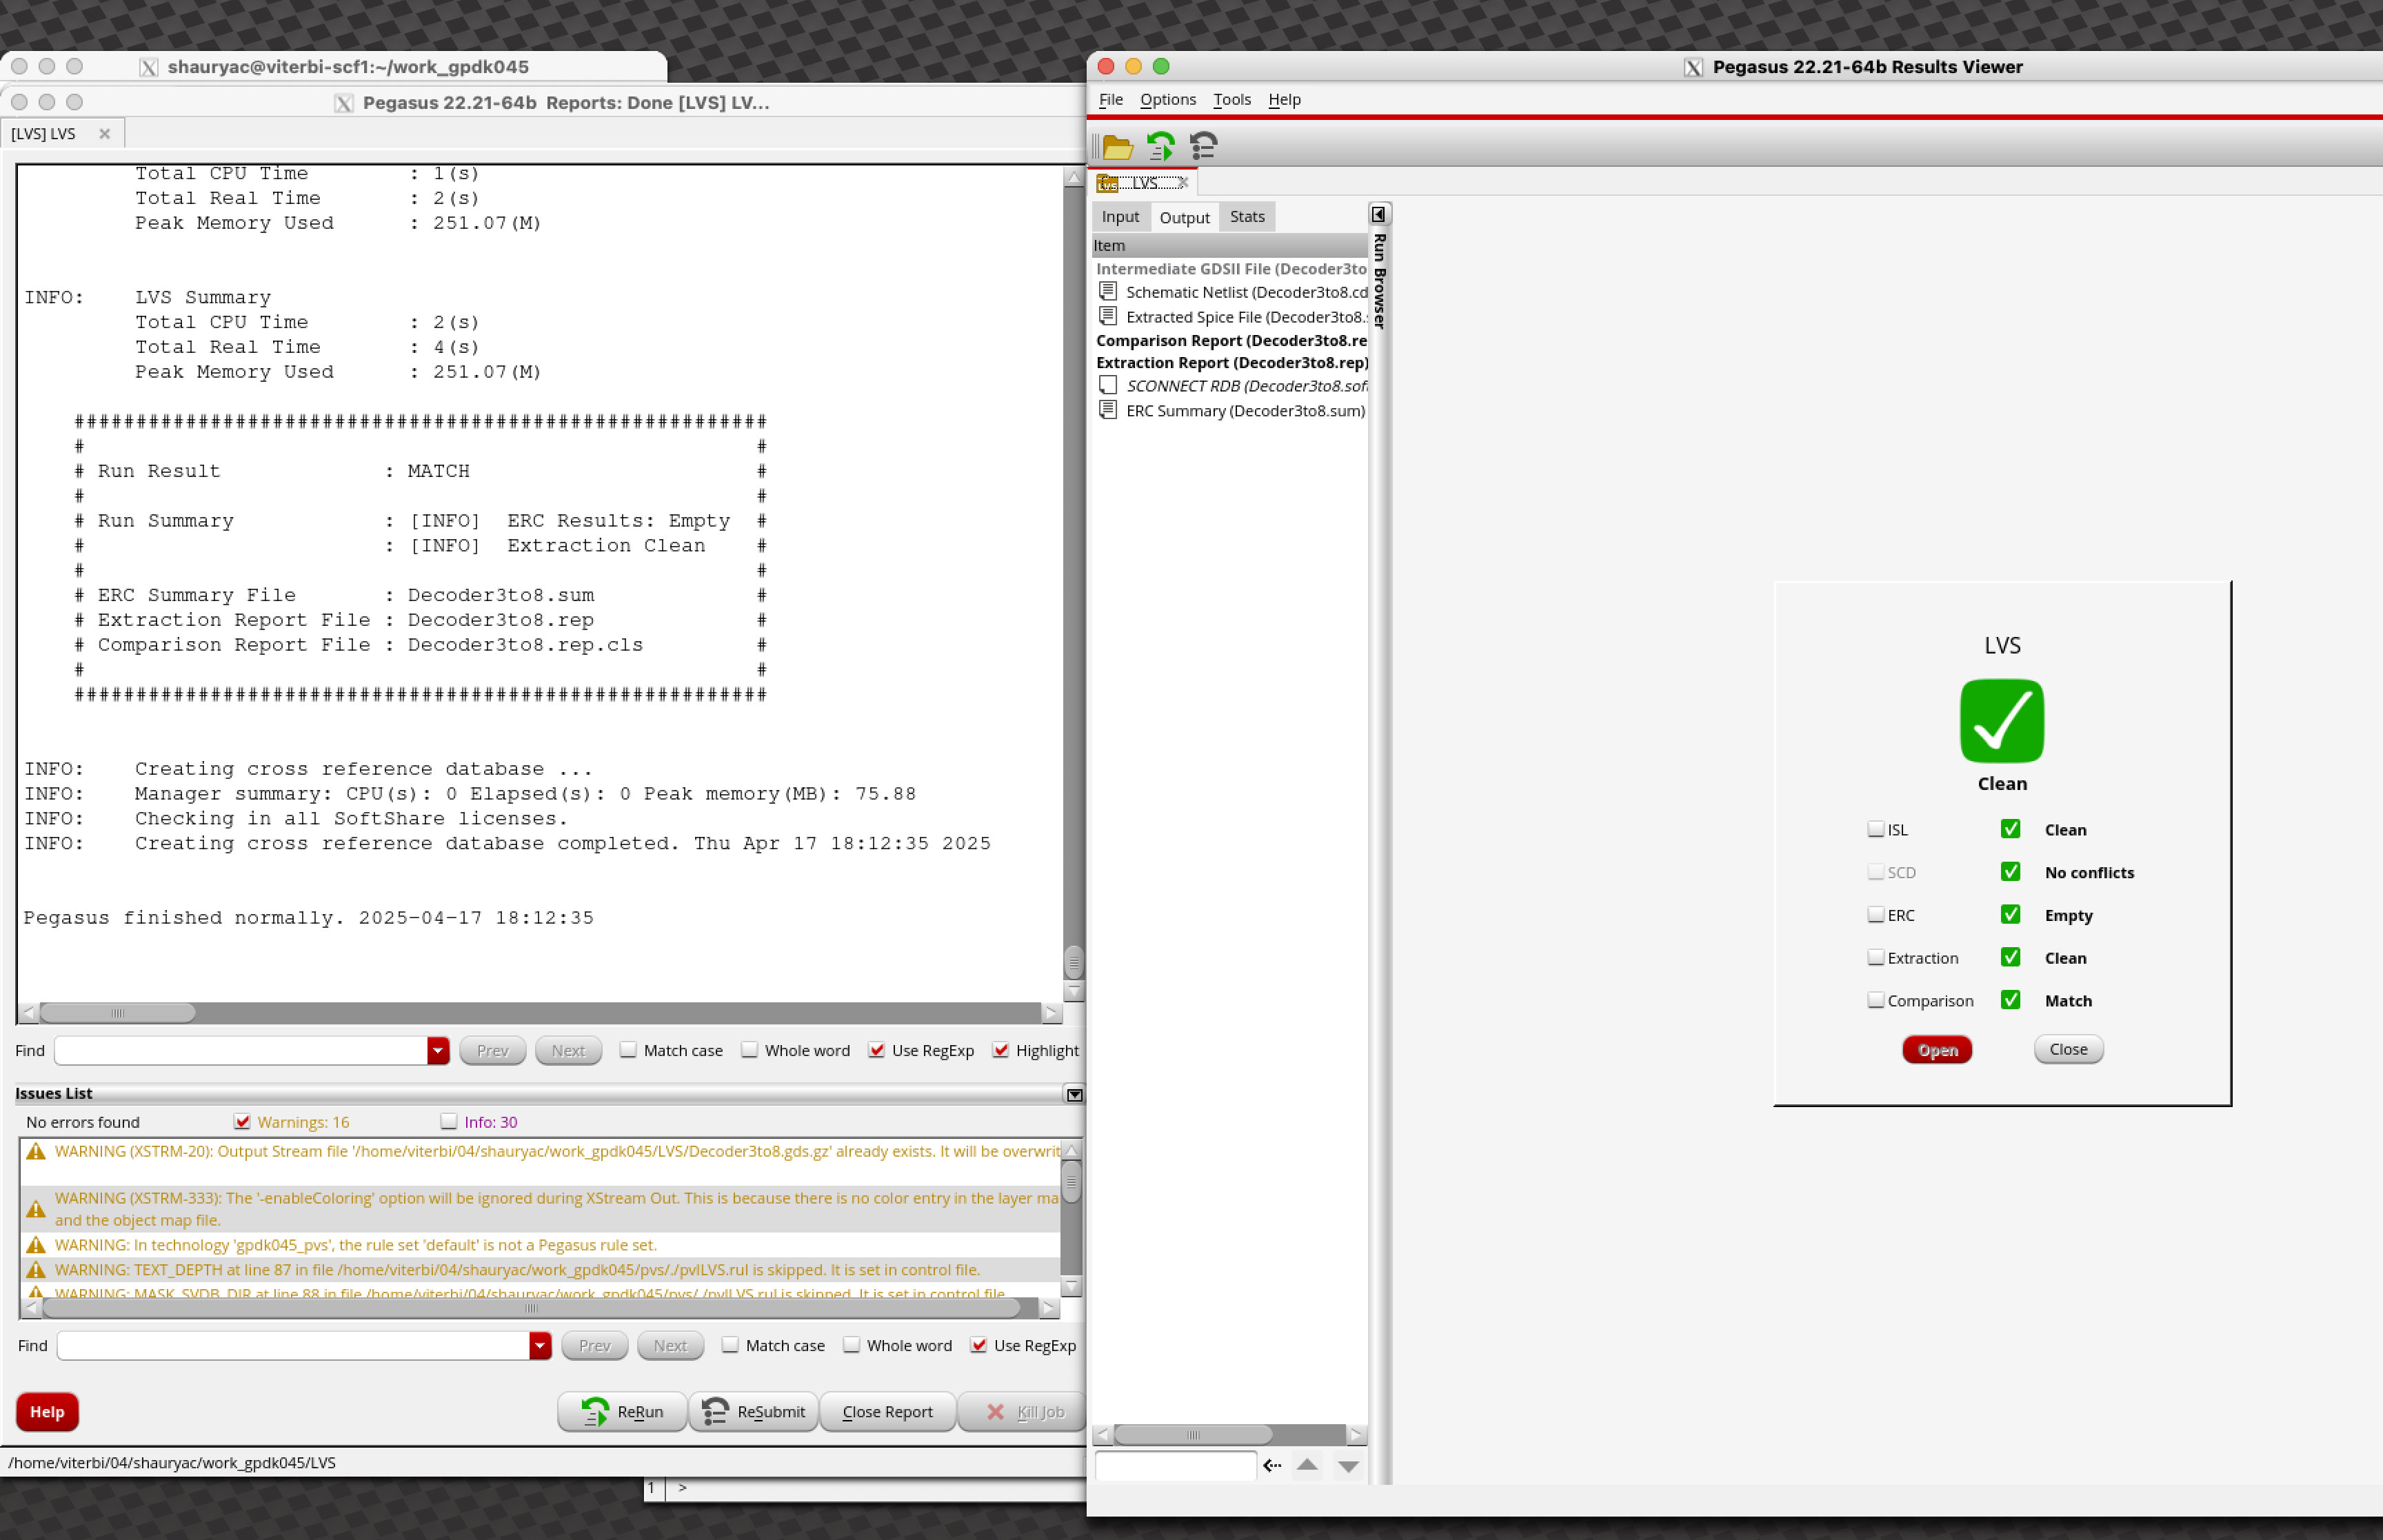 shauryac@viterbi-scf1:~/work_gpdk045
Pegasus 22.21-64b Reports: Done [LVS] LV...
[LVS] LVS
Total CPU Time : 1(s)
Total Real Time : 2(s)
Peak Memory Used : 251.07(M)
INFO: LVS Summary
Total CPU Time : 2(s)
Total Real Time : 4(s)
Peak Memory Used : 251.07(M)
########################################################
# #
# Run Result : MATCH #
# #
# Run Summary : [INFO] ERC Results: Empty #
# : [INFO] Extraction Clean #
# #
# ERC Summary File : Decoder3to8.sum #
# Extraction Report File : Decoder3to8.rep #
# Comparison Report File : Decoder3to8.rep.cls #
# #
########################################################
INFO: Creating cross reference database ...
INFO: Manager summary: CPU(s): 0 Elapsed(s): 0 Peak memory(MB): 75.88
INFO: Checking in all SoftShare licenses.
INFO: Creating cross reference database completed. Thu Apr 17 18:12:35 2025
Pegasus finished normally. 2025-04-17 18:12:35
Find Prev Next Match case Whole word Use RegExp Highlight
Issues List
No errors found Warnings: 16 Info: 30
WARNING (XSTRM-20): Output Stream file '/home/viterbi/04/shauryac/work_gpdk045/LVS/Decoder3to8.gds.gz' already exists. It will be overwrit
WARNING (XSTRM-333): The '-enableColoring' option will be ignored during XStream Out. This is because there is no color entry in the layer ma
and the object map file.
WARNING: In technology 'gpdk045_pvs', the rule set 'default' is not a Pegasus rule set.
WARNING: TEXT_DEPTH at line 87 in file /home/viterbi/04/shauryac/work_gpdk045/pvs/./pvlLVS.rul is skipped. It is set in control file.
WARNING: MASK_SVDB_DIR at line 88 in file /home/viterbi/04/shauryac/work_gpdk045/pvs/./pvlLVS.rul is skipped. It is set in control file.
Find Prev Next Match case Whole word Use RegExp
Help ReRun ReSubmit Close Report Kill Job
/home/viterbi/04/shauryac/work_gpdk045/LVS
1 >
Pegasus 22.21-64b Results Viewer
File Options Tools Help
LVS
Input Output Stats
Item
Intermediate GDSII File (Decoder3to
Schematic Netlist (Decoder3to8.cd
Extracted Spice File (Decoder3to8.
Comparison Report (Decoder3to8.re
Extraction Report (Decoder3to8.rep)
SCONNECT RDB (Decoder3to8.sof
ERC Summary (Decoder3to8.sum)
Run Browser
LVS
Clean
ISL Clean
SCD No conflicts
ERC Empty
Extraction Clean
Comparison Match
Open Close